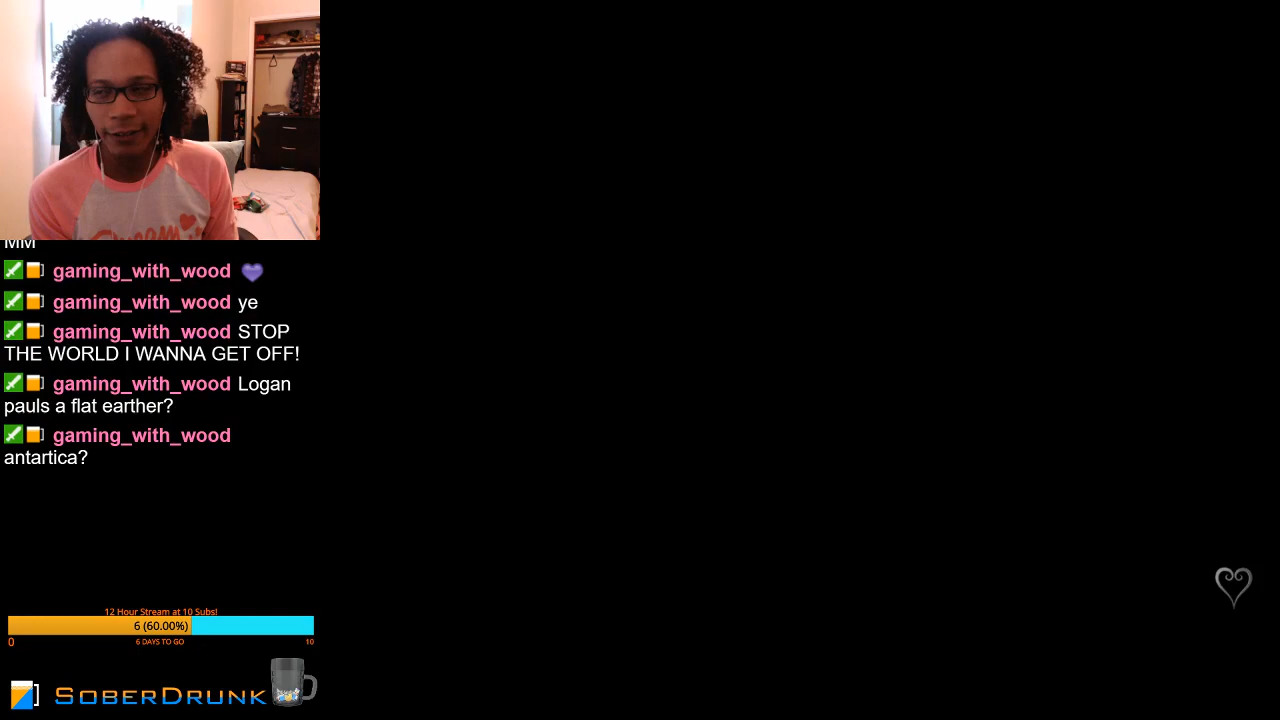 MM
gaming_with_wood
gaming_with_wood ye
gaming_with_wood STOP
THE WORLD I WANNA GET OFF!
gaming_with_wood Logan
pauls a flat earther?
gaming_with_wood
antartica?
12 Hour Stream at 10 Subs!
6 (60.00%)
0 6 DAYS TO GO 10
SOBERDRUNK